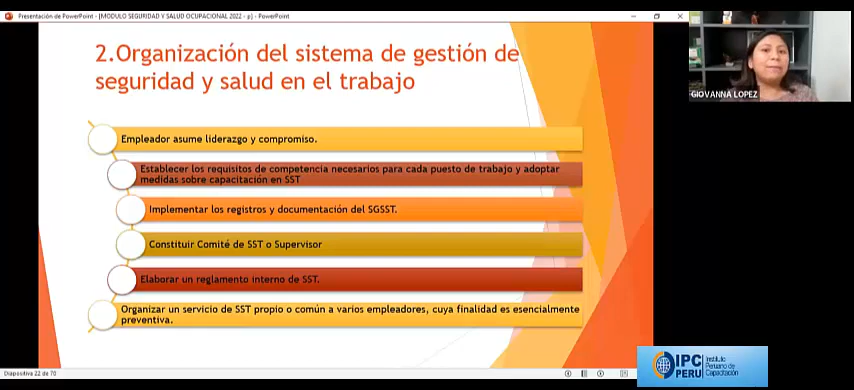 Presentación de PowerPoint - [MODULO SEGURIDAD Y SALUD OCUPACIONAL 2022 - p] - PowerPoint
2.Organización del sistema de gestión de
seguridad y salud en el trabajo
Empleador asume liderazgo y compromiso.
Establecer los requisitos de competencia necesarios para cada puesto de trabajo y adoptar
medidas sobre capacitación en SST
Implementar los registros y documentación del SGSST.
Constituir Comité de SST o Supervisor
Elaborar un reglamento interno de SST.
Organizar un servicio de SST propio o común a varios empleadores, cuya finalidad es esencialmente
preventiva.
Diapositiva 22 de 70
GIOVANNA LOPEZ
IPC
PERU
Instituto
Peruano de
Capacitación